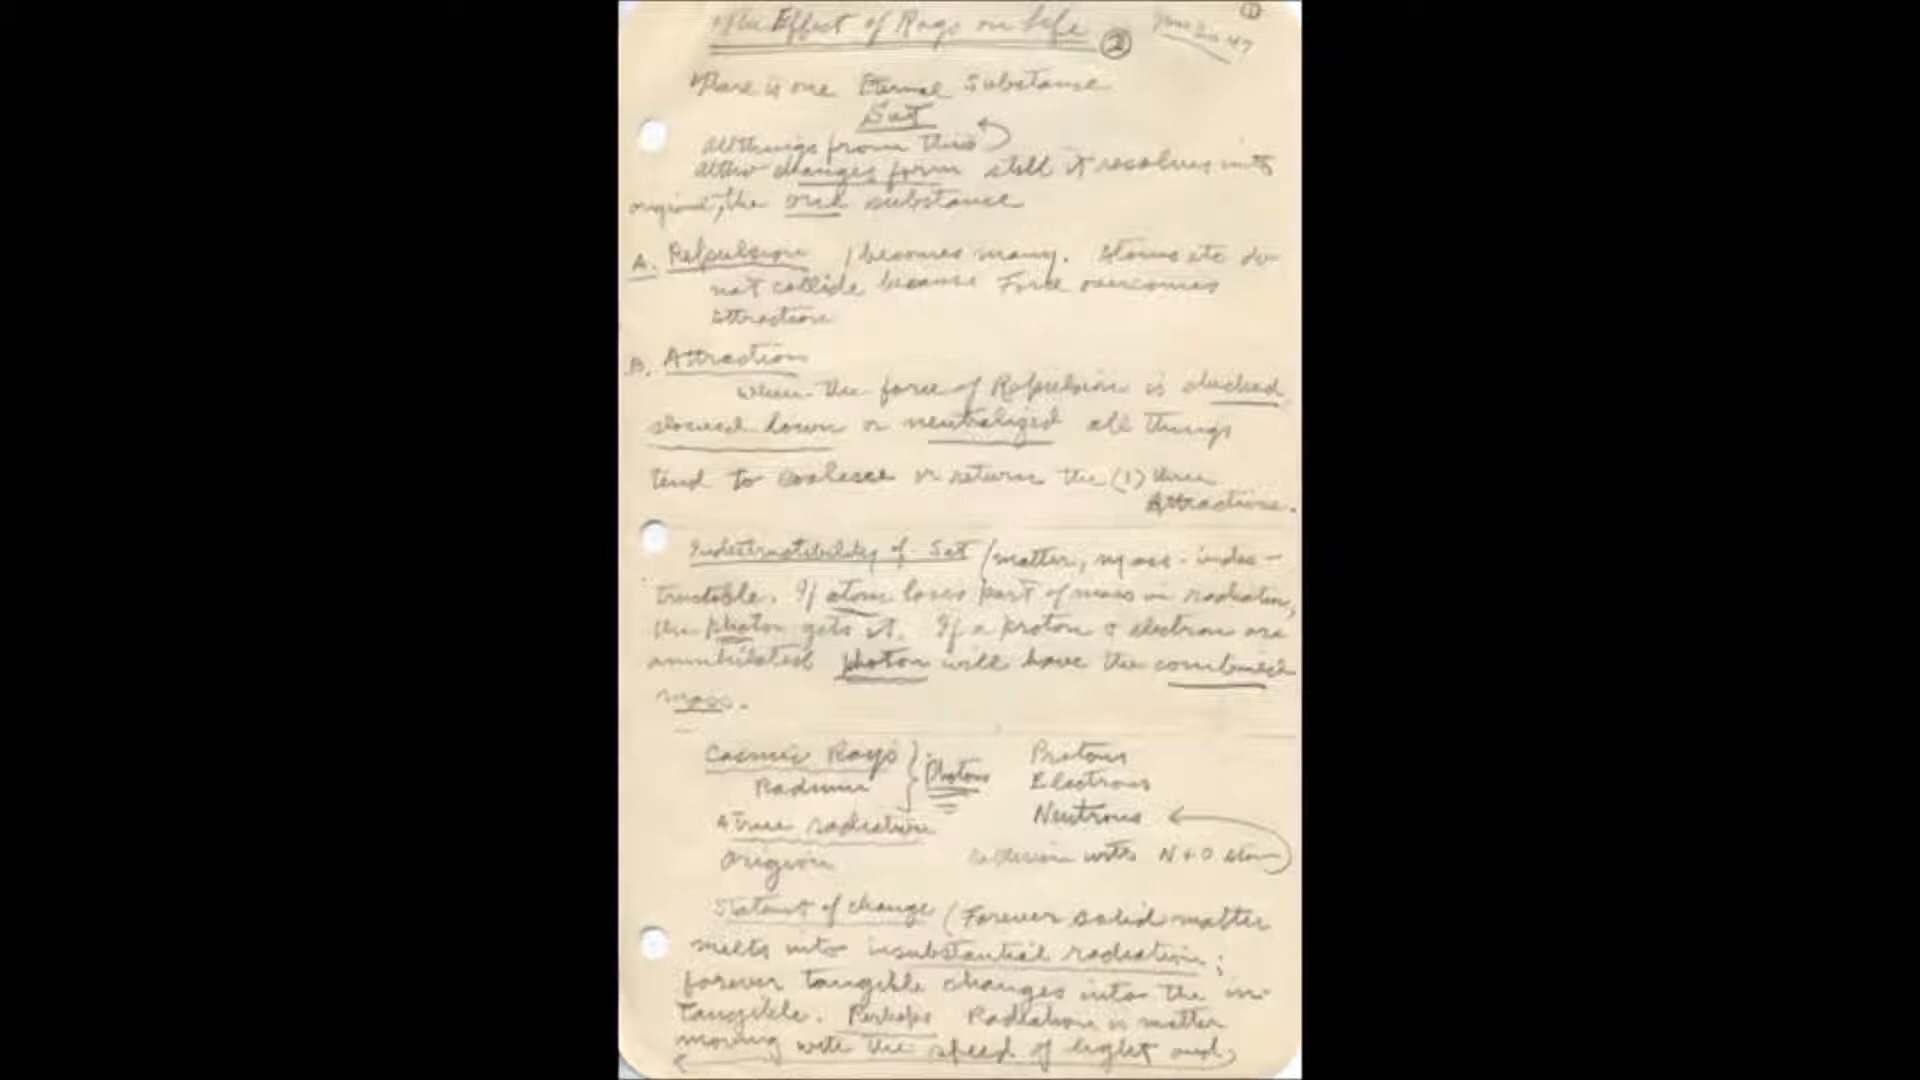 ①
The Effect of Rays on Life ② 47
There is one Eternal Substance
Sat
All things from this
Altho changes form still it resolves into
original, the one substance
A. Repulsion 1 becomes many. Atoms etc do
not collide because Force overcomes
attraction
B. Attraction
When the force of Repulsion is checked,
slowed down or neutralized all things
tend to coalesce or return the (1) thru
Attraction.
Indestructibility of Sat (matter, mass - indes-
tructable. If atom loses part of mass in radiation,
the photon gets it. If a proton & electron are
annihilated photon will have the combined
mass.
Cosmic Rays } Photons Protons
Radium Electrons
radiation Neutrons
Origin collision with N + O atom
of change (Forever solid matter
melts into insubstantial radiation;
forever tangible changes into the in-
tangible. Perhaps Radiation is matter
moving with the speed of light and